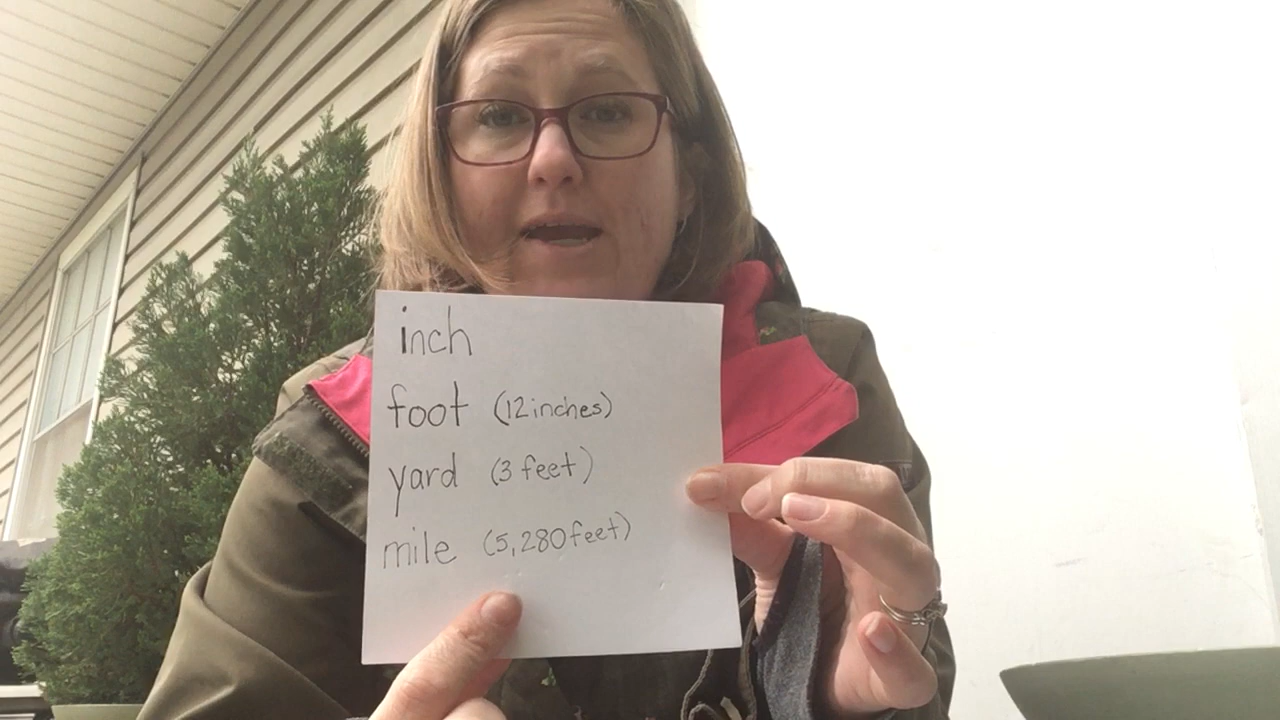 inch
foot (12 inches)
yard (3 feet)
mile (5,280 feet)